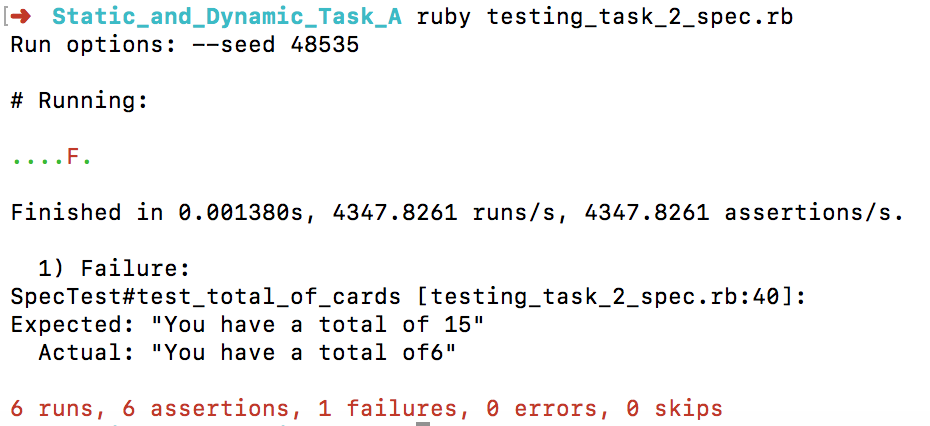 [➜ Static_and_Dynamic_Task_A ruby testing_task_2_spec.rb
Run options: --seed 48535
# Running:
....F.
Finished in 0.001380s, 4347.8261 runs/s, 4347.8261 assertions/s.
1) Failure:
SpecTest#test_total_of_cards [testing_task_2_spec.rb:40]:
Expected: "You have a total of 15"
Actual: "You have a total of6"
6 runs, 6 assertions, 1 failures, 0 errors, 0 skips